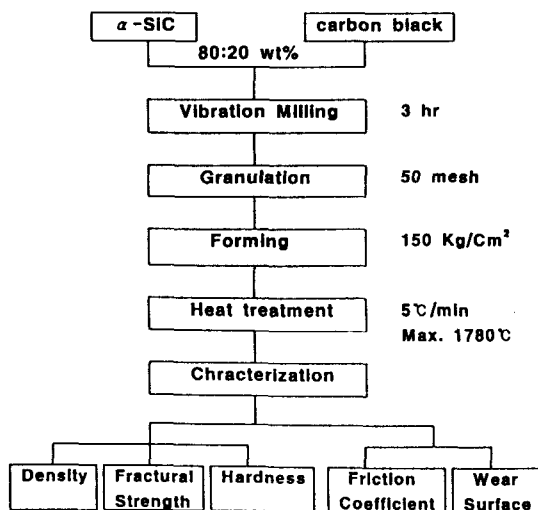 α-SiC
carbon black
80:20 wt%
Vibration Milling
3 hr
Granulation
50 mesh
Forming
150 Kg/Cm²
Heat treatment
5℃/min
Max. 1780℃
Chracterization
Density
Fractural
Strength
Hardness
Friction
Coefficient
Wear
Surface